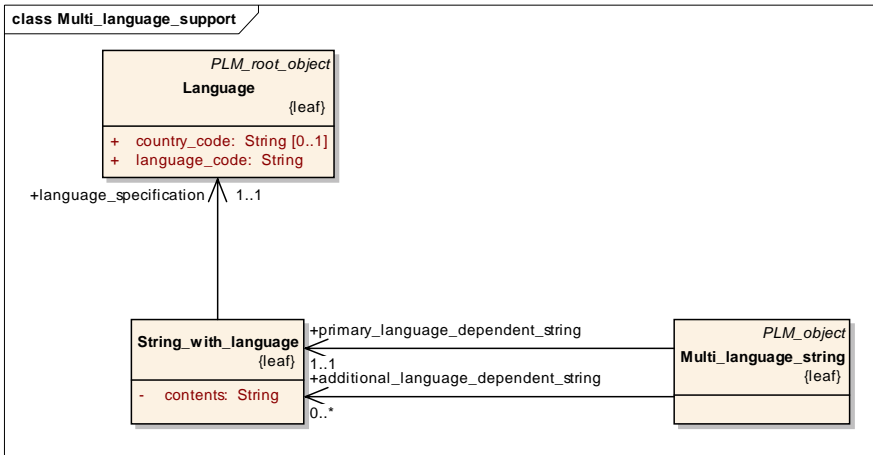 class Multi_language_support
PLM_root_object
Language
{leaf}
+ country_code: String [0..1]
+ language_code: String
+language_specification 1..1
String_with_language
{leaf}
- contents: String
+primary_language_dependent_string
1..1
+additional_language_dependent_string
0..*
PLM_object
Multi_language_string
{leaf}